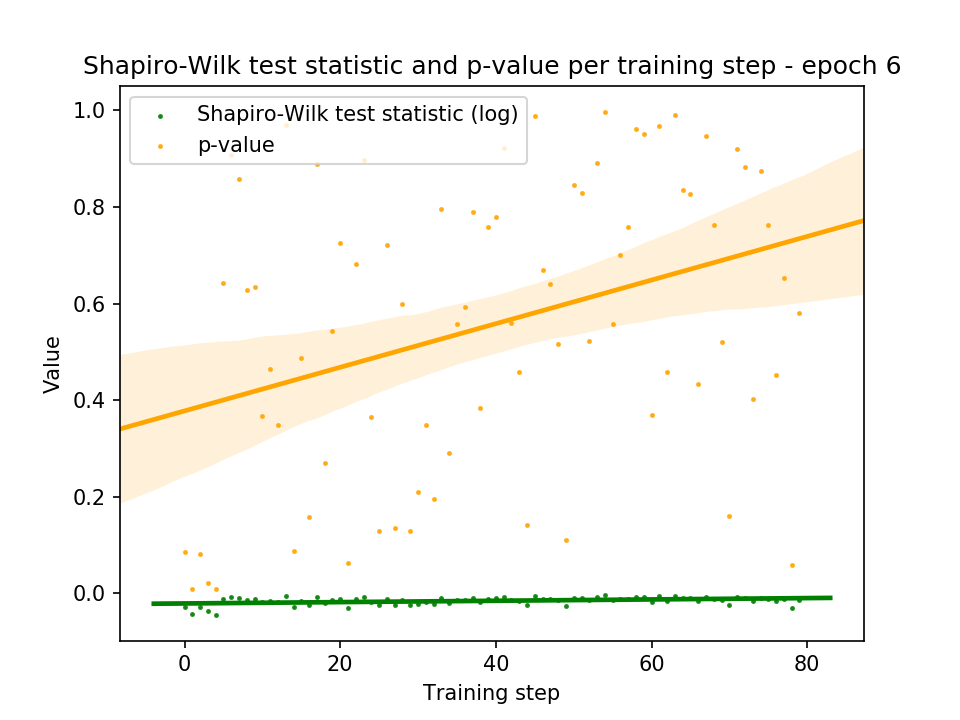 Shapiro-Wilk test statistic and p-value per training step - epoch 6
Shapiro-Wilk test statistic (log)
p-value
1.0
0.8
0.6
0.4
0.2
0.0
Value
0
20
40
60
80
Training step